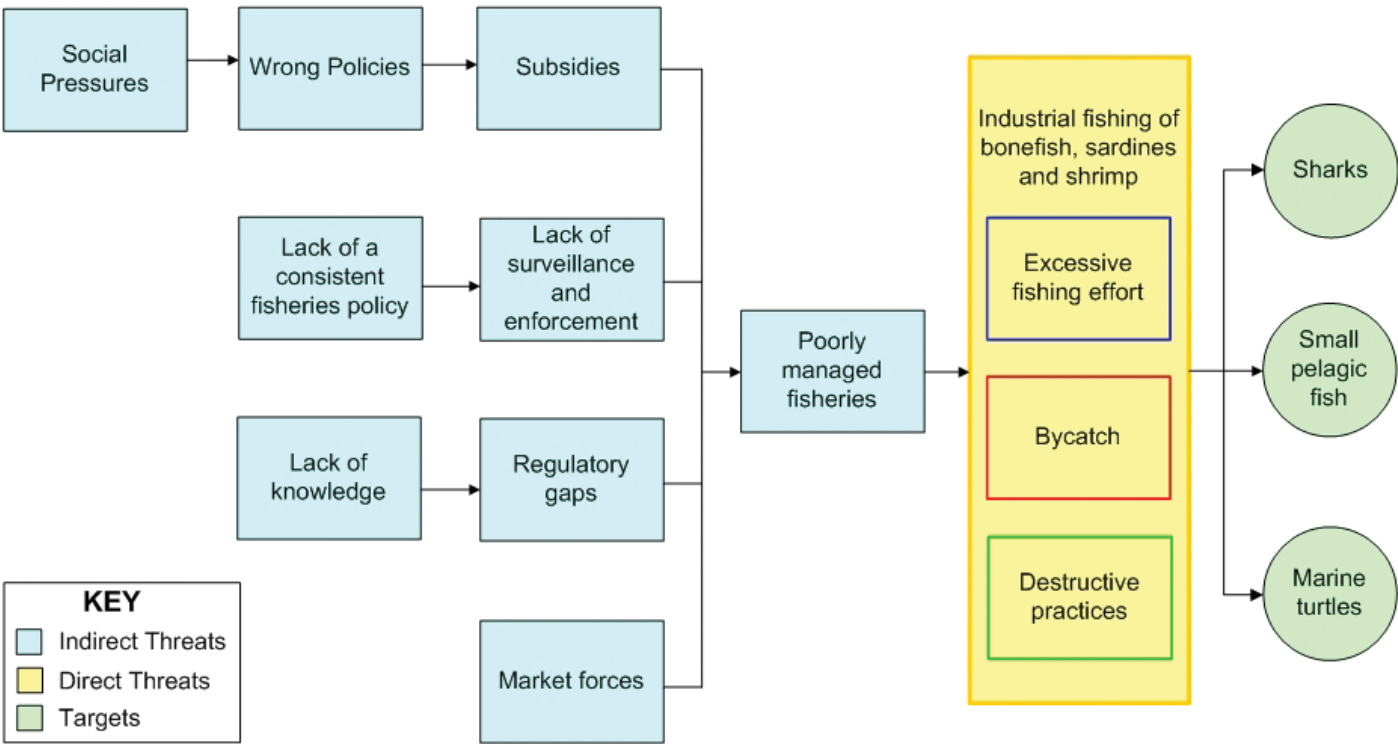 Social
Pressures
Wrong Policies
Subsidies
Lack of a
consistent
fisheries policy
Lack of
surveillance
and
enforcement
Lack of
knowledge
Regulatory
gaps
Market forces
Poorly
managed
fisheries
Industrial fishing of
bonefish, sardines
and shrimp
Excessive
fishing effort
Bycatch
Destructive
practices
Sharks
Small
pelagic
fish
Marine
turtles
KEY
Indirect Threats
Direct Threats
Targets